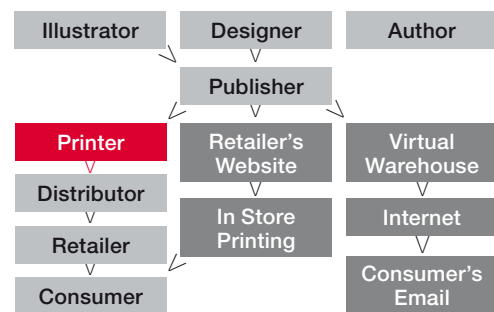 Illustrator
Designer
Author
Publisher
Printer
Retailer's
Website
Virtual
Warehouse
Distributor
In Store
Printing
Internet
Retailer
Consumer
Consumer's
Email